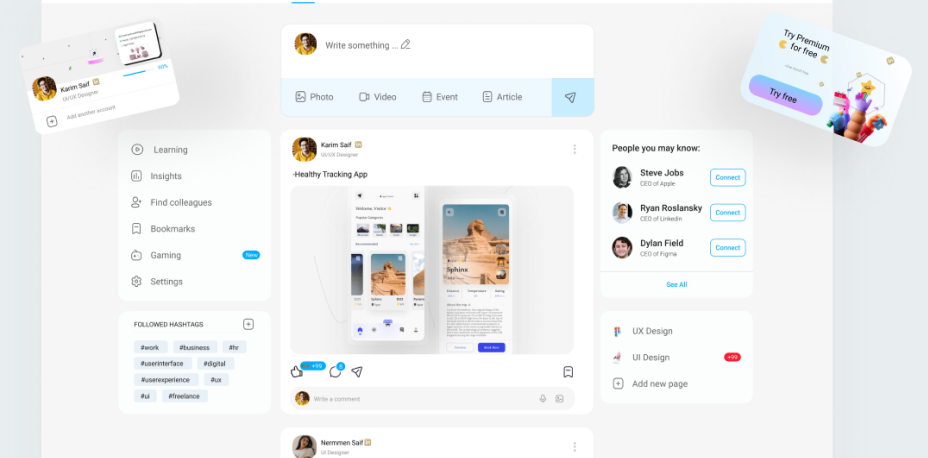 Karim Saif
UI/UX Designer
90%
Add another account
Learning
Insights
Find colleagues
Bookmarks
Gaming
New
Settings
FOLLOWED HASHTAGS
#work
#business
#hr
#userinterface
#digital
#userexperience
#ux
#ui
#freelance
Write something ...
Photo
Video
Event
Article
Karim Saif
UI/UX Designer
-Healthy Tracking App
Sphinx
+99
8
Write a comment
Nermmen Saif
UI Designer
Try Premium
for free
Try free
People you may know:
Steve Jobs
CEO of Apple
Connect
Ryan Roslansky
CEO of Linkedin
Connect
Dylan Field
CEO of Figma
Connect
See All
UX Design
UI Design
+99
Add new page